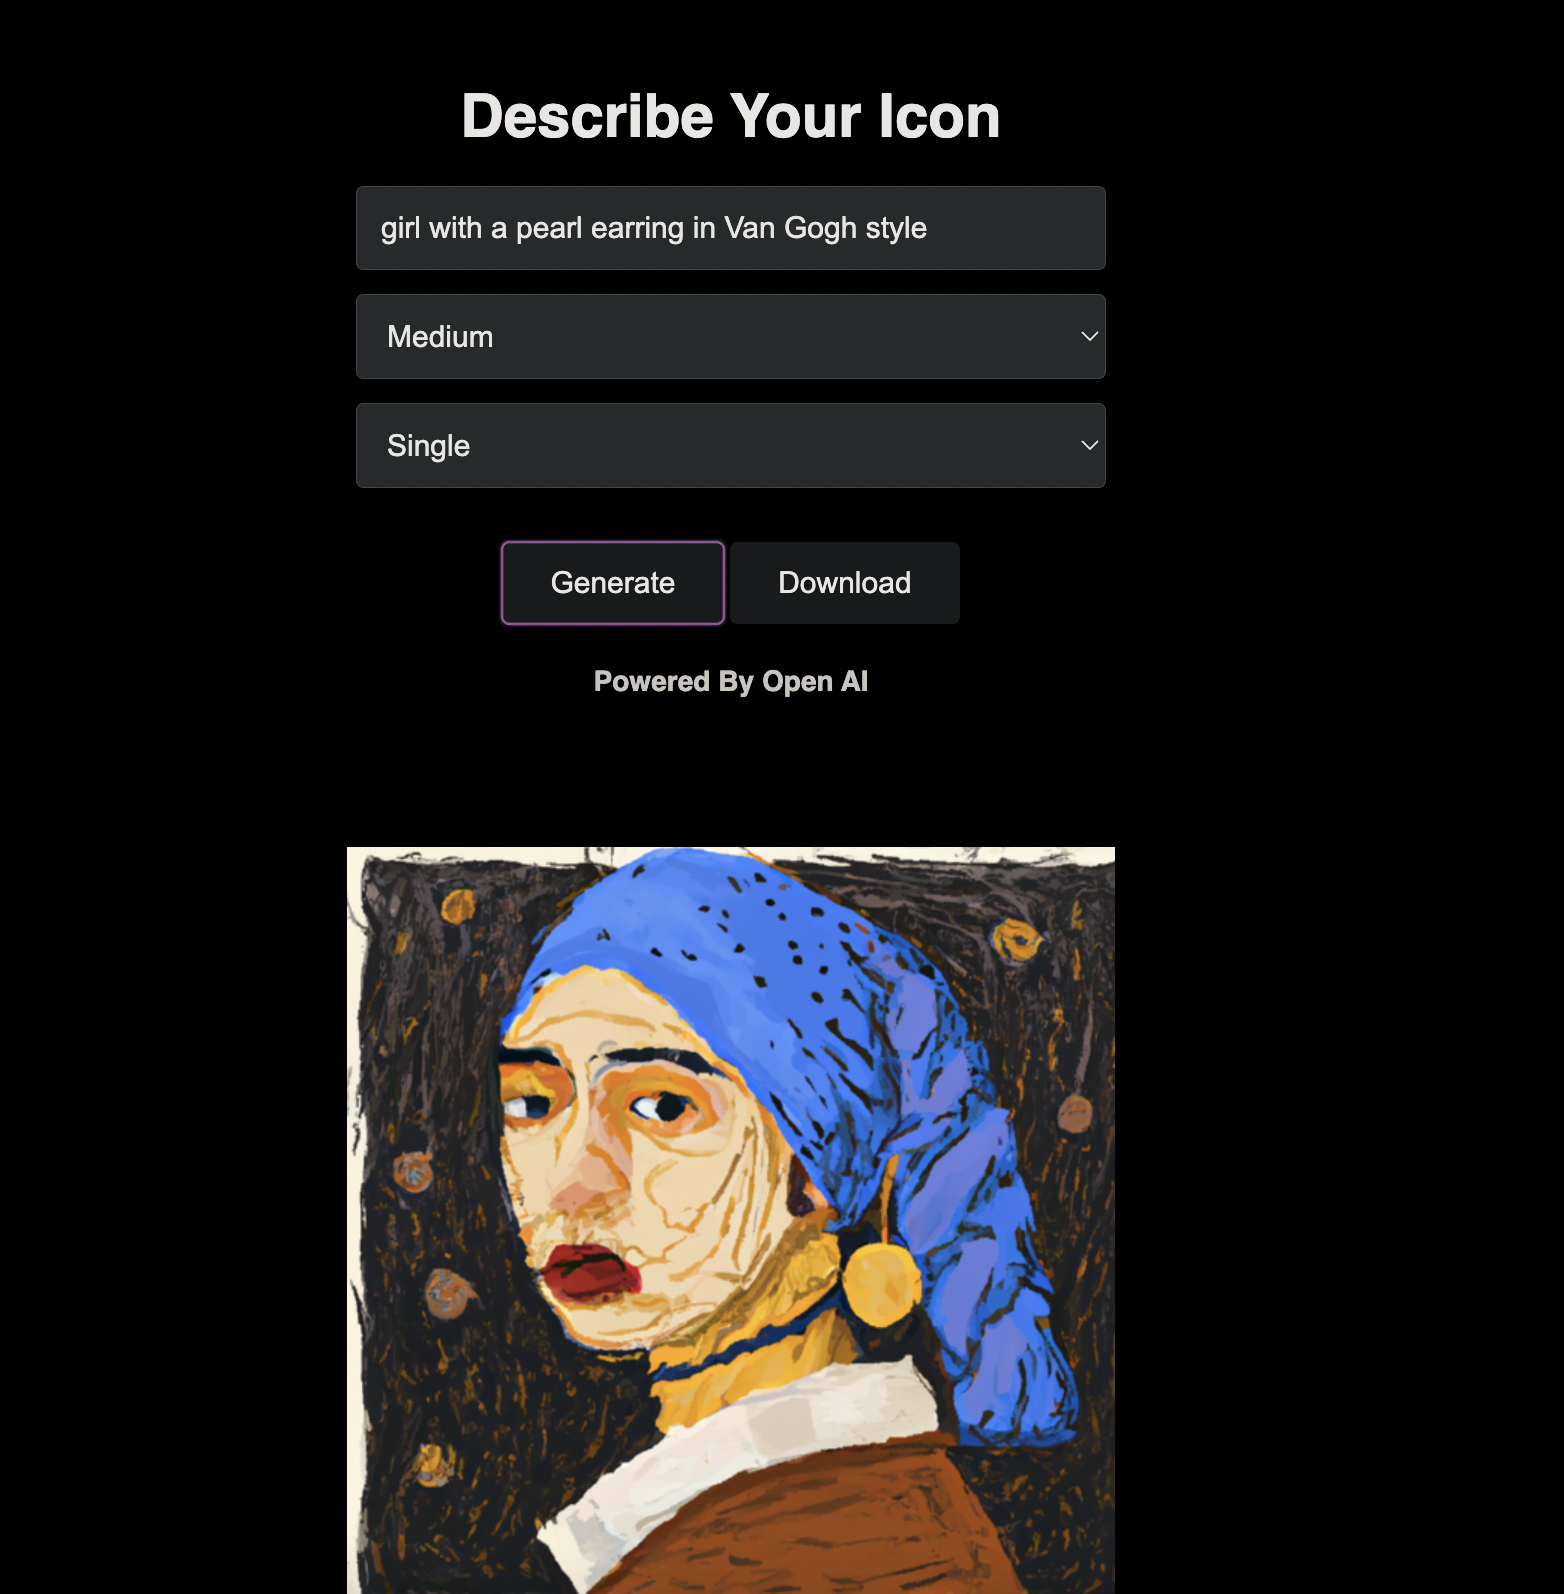 Describe Your Icon
girl with a pearl earring in Van Gogh style
Medium
Single
Generate Download
Powered By Open AI